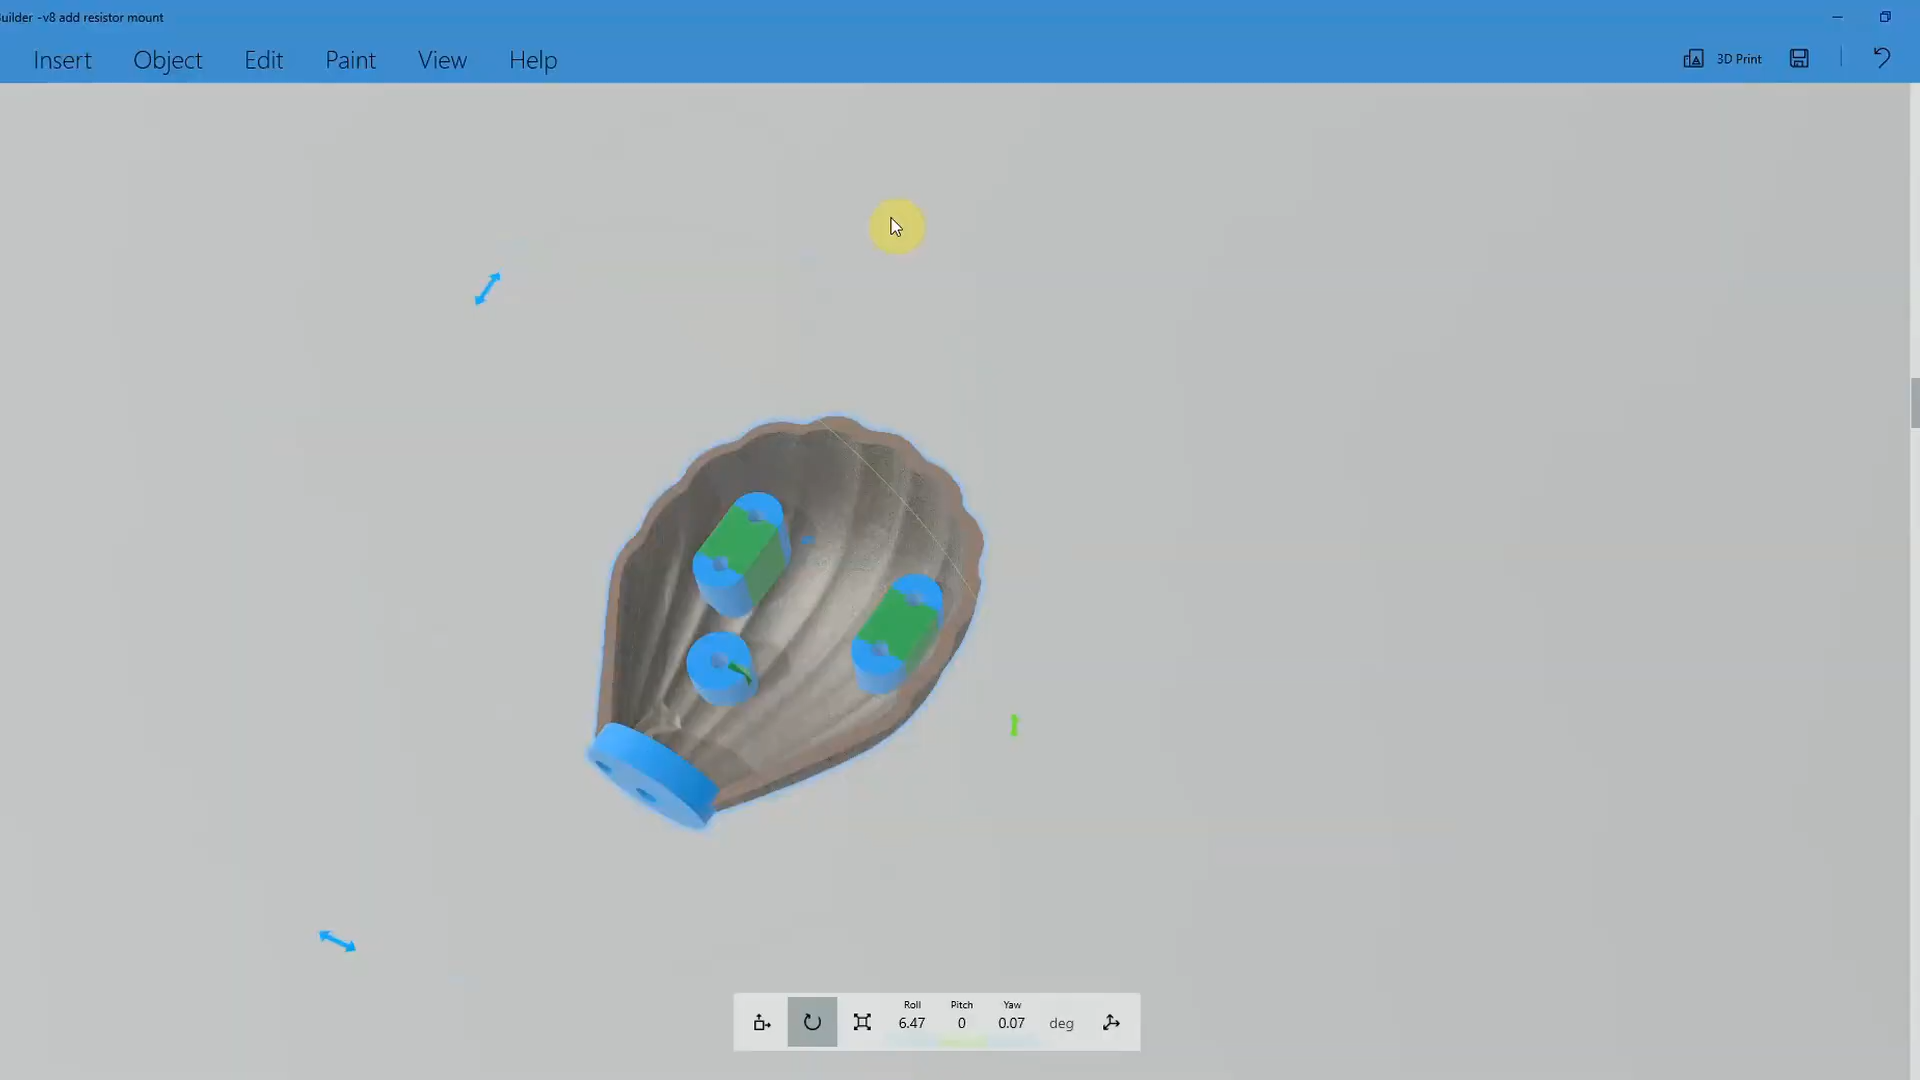 uilder -v8 add resistor mount
Insert Object Edit Paint View Help
3D Print
Roll Pitch Yaw
6.47 0 0.07 deg